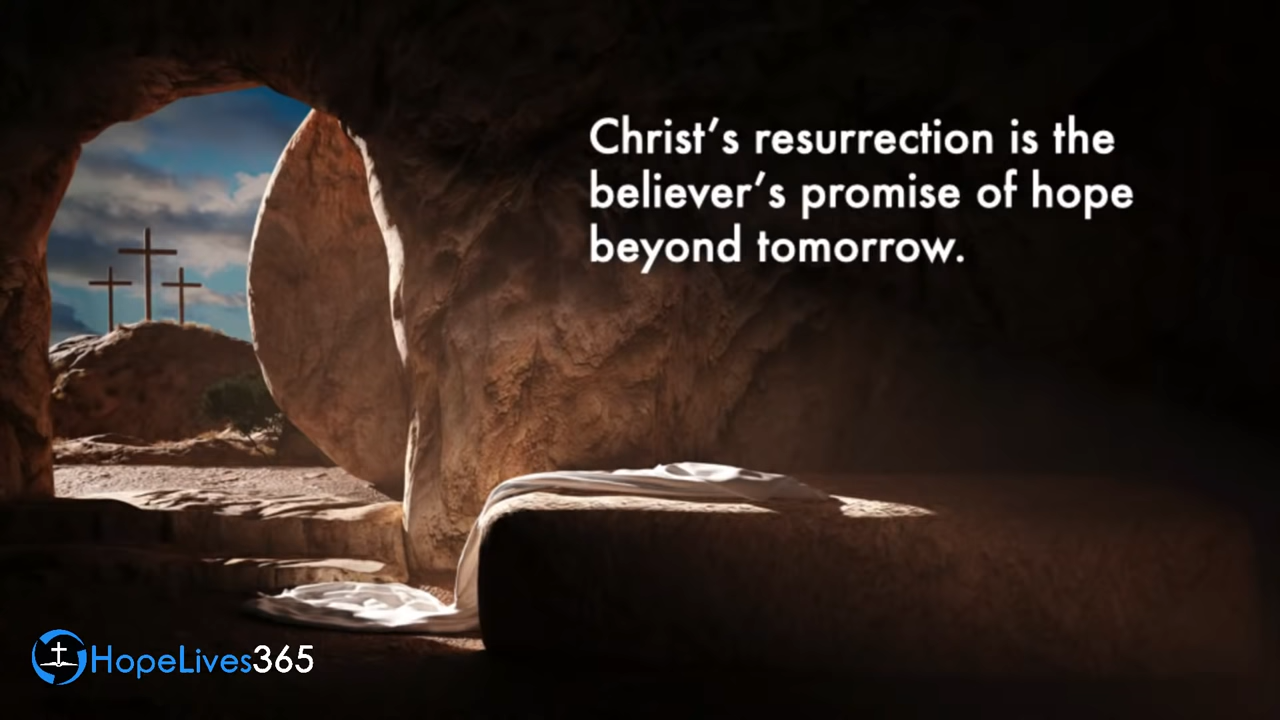 Christ’s resurrection is the
believer’s promise of hope
beyond tomorrow.
HopeLives365